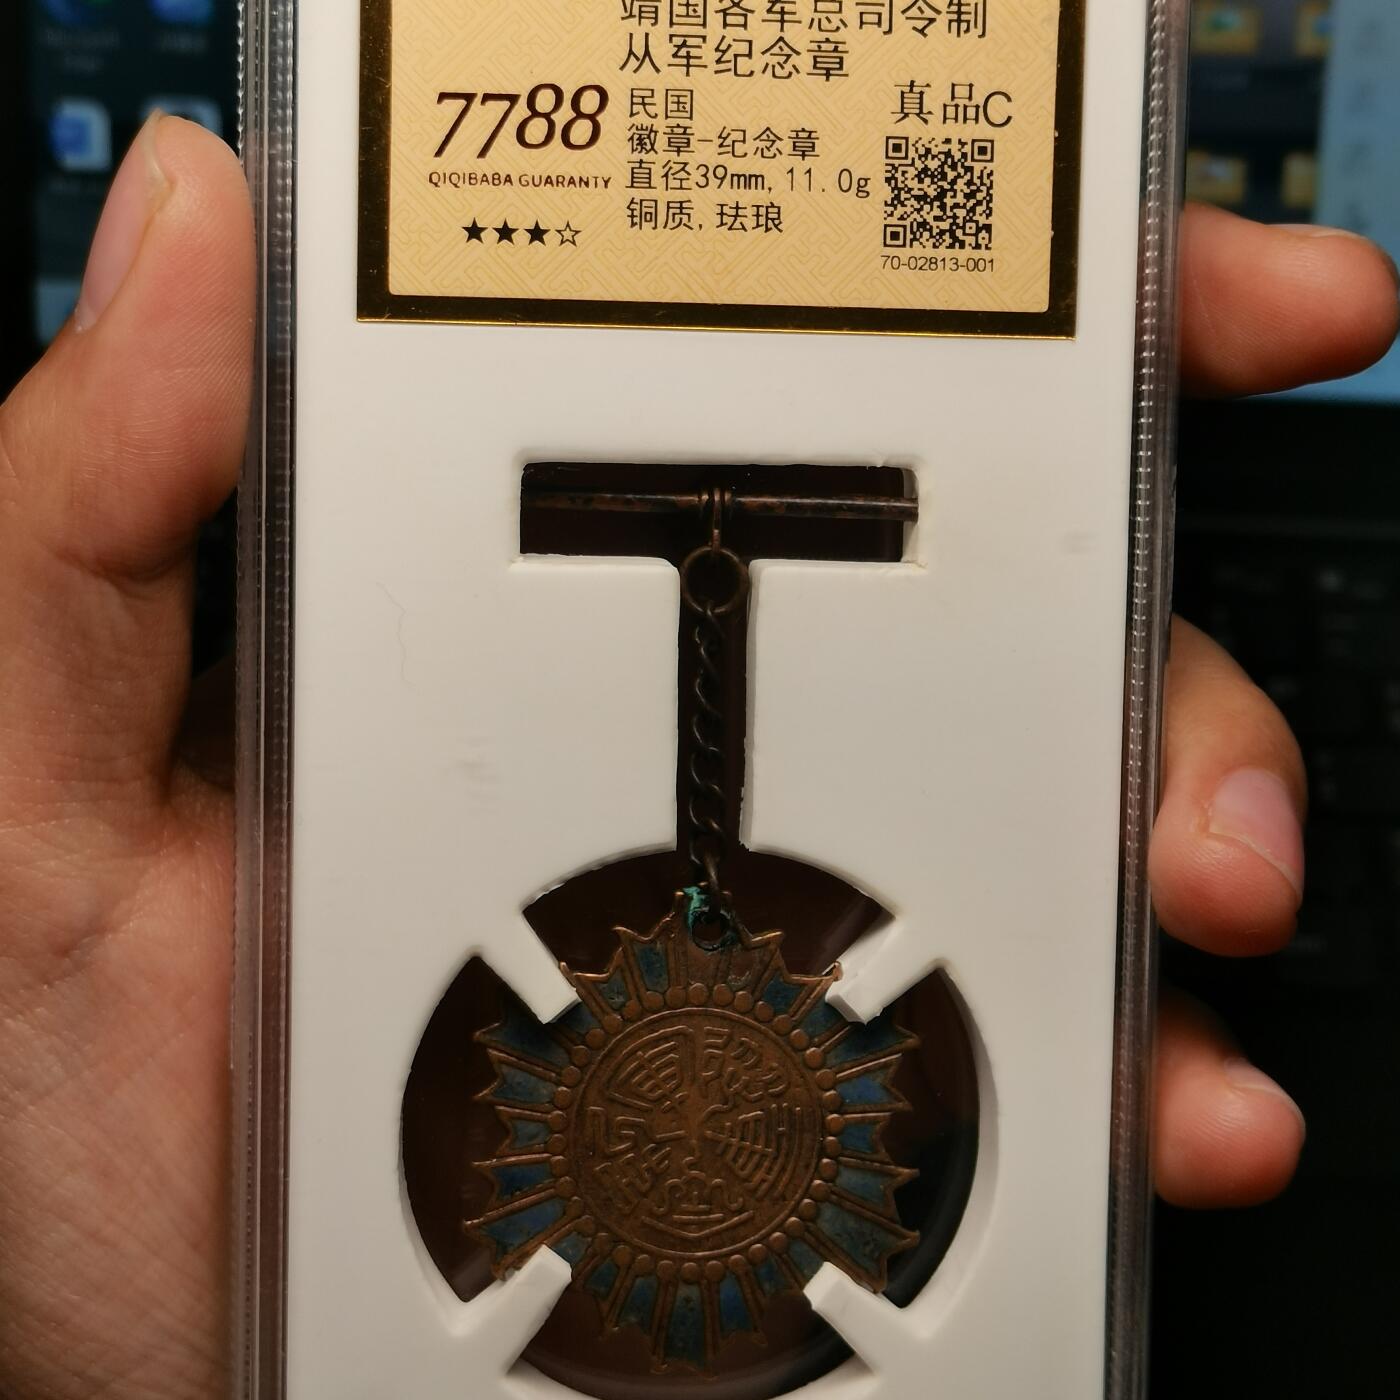 靖国各军总司令制
从军纪念章
7788
QIQIBABA GUARANTY
民国
徽章-纪念章
直径39mm,11.0g
铜质,珐琅
真品C
70-02813-001